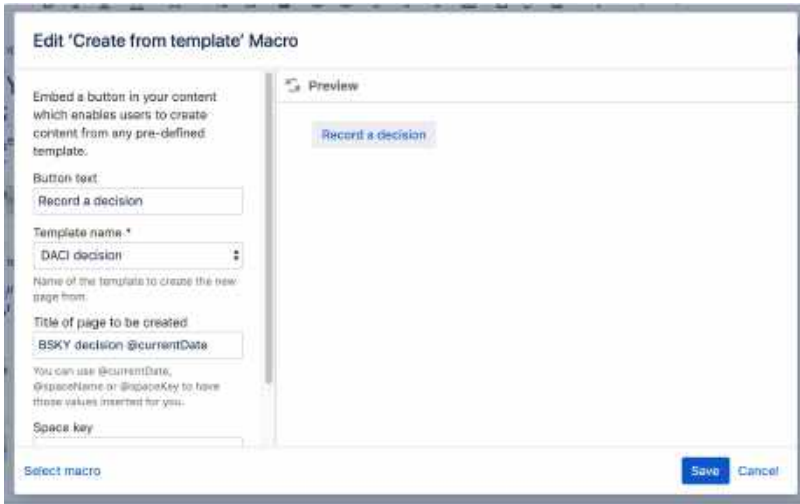 Edit 'Create from template' Macro
Embed a button in your content
which enables users to create
content from any pre-defined
template.
Button text
Record a decision
Template name *
DACI decision
Name of the template to create the new
page from.
Title of page to be created
BSKY decision @currentDate
You can use @currentDate,
@spaceName or @spaceKey to have
those values inserted for you.
Space key
Preview
Record a decision
Select macro
Save
Cancel